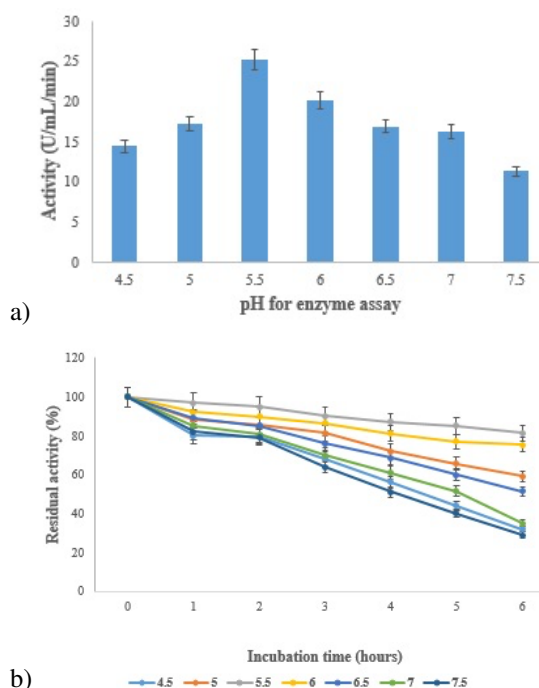 30
25
20
15
10
5
0
Activity (U/mL/min)
4.5 5 5.5 6 6.5 7 7.5
pH for enzyme assay
a)
120
100
80
60
40
20
0
Residual activity (%)
0 1 2 3 4 5 6
Incubation time (hours)
4.5 5 5.5 6 6.5 7 7.5
b)